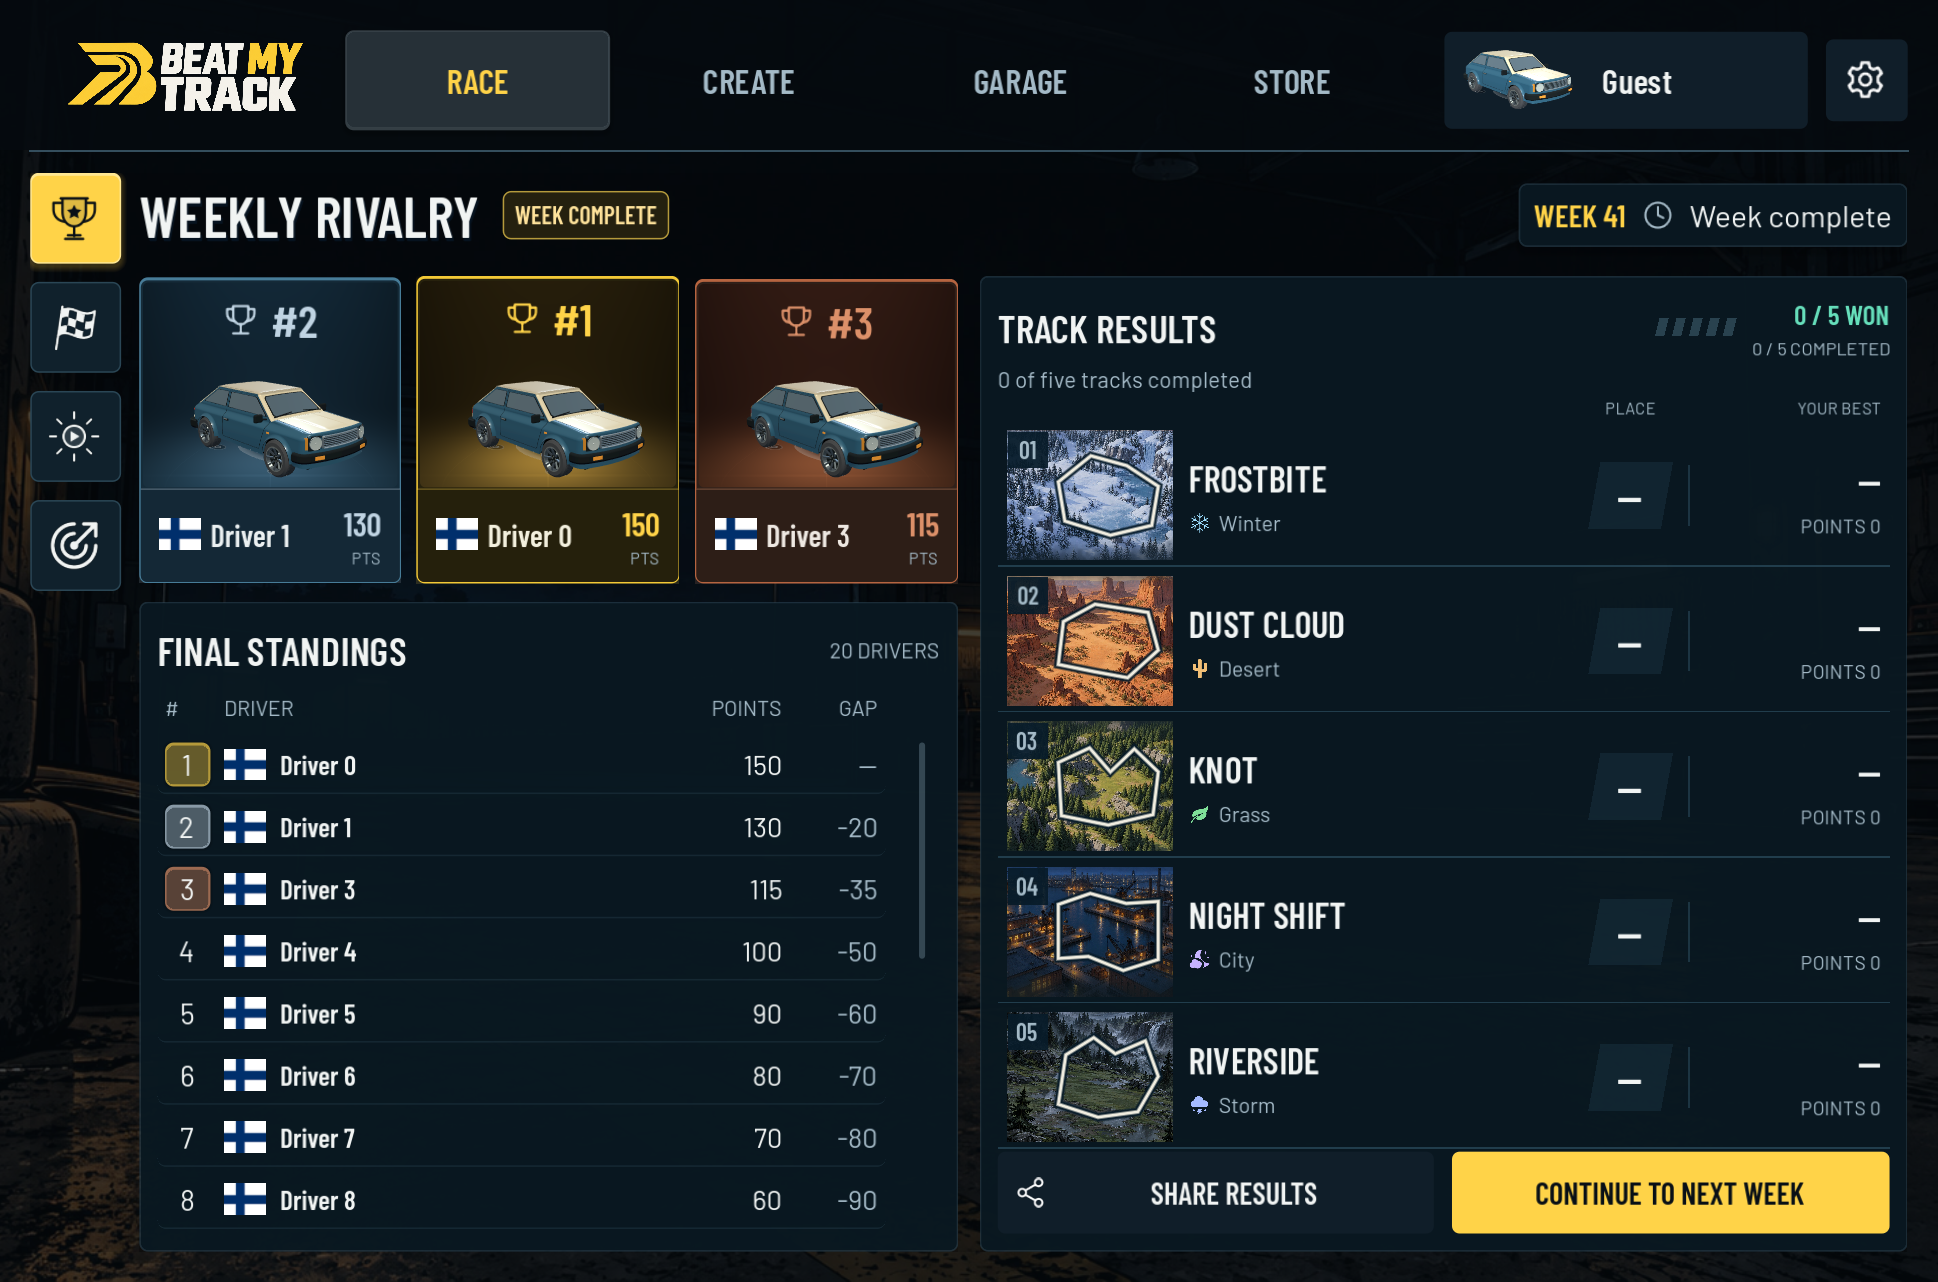 BEAT MY
TRACK
RACE
CREATE
GARAGE
STORE
Guest
WEEKLY RIVALRY
WEEK COMPLETE
WEEK 41 Week complete
#2
Driver 1
130
PTS
#1
Driver 0
150
PTS
#3
Driver 3
115
PTS
FINAL STANDINGS
20 DRIVERS
# DRIVER POINTS GAP
1 Driver 0 150 –
2 Driver 1 130 -20
3 Driver 3 115 -35
4 Driver 4 100 -50
5 Driver 5 90 -60
6 Driver 6 80 -70
7 Driver 7 70 -80
8 Driver 8 60 -90
TRACK RESULTS
0 / 5 WON
0 / 5 COMPLETED
0 of five tracks completed
PLACE YOUR BEST
01
FROSTBITE
Winter
–
–
POINTS 0
02
DUST CLOUD
Desert
–
–
POINTS 0
03
KNOT
Grass
–
–
POINTS 0
04
NIGHT SHIFT
City
–
–
POINTS 0
05
RIVERSIDE
Storm
–
–
POINTS 0
SHARE RESULTS
CONTINUE TO NEXT WEEK